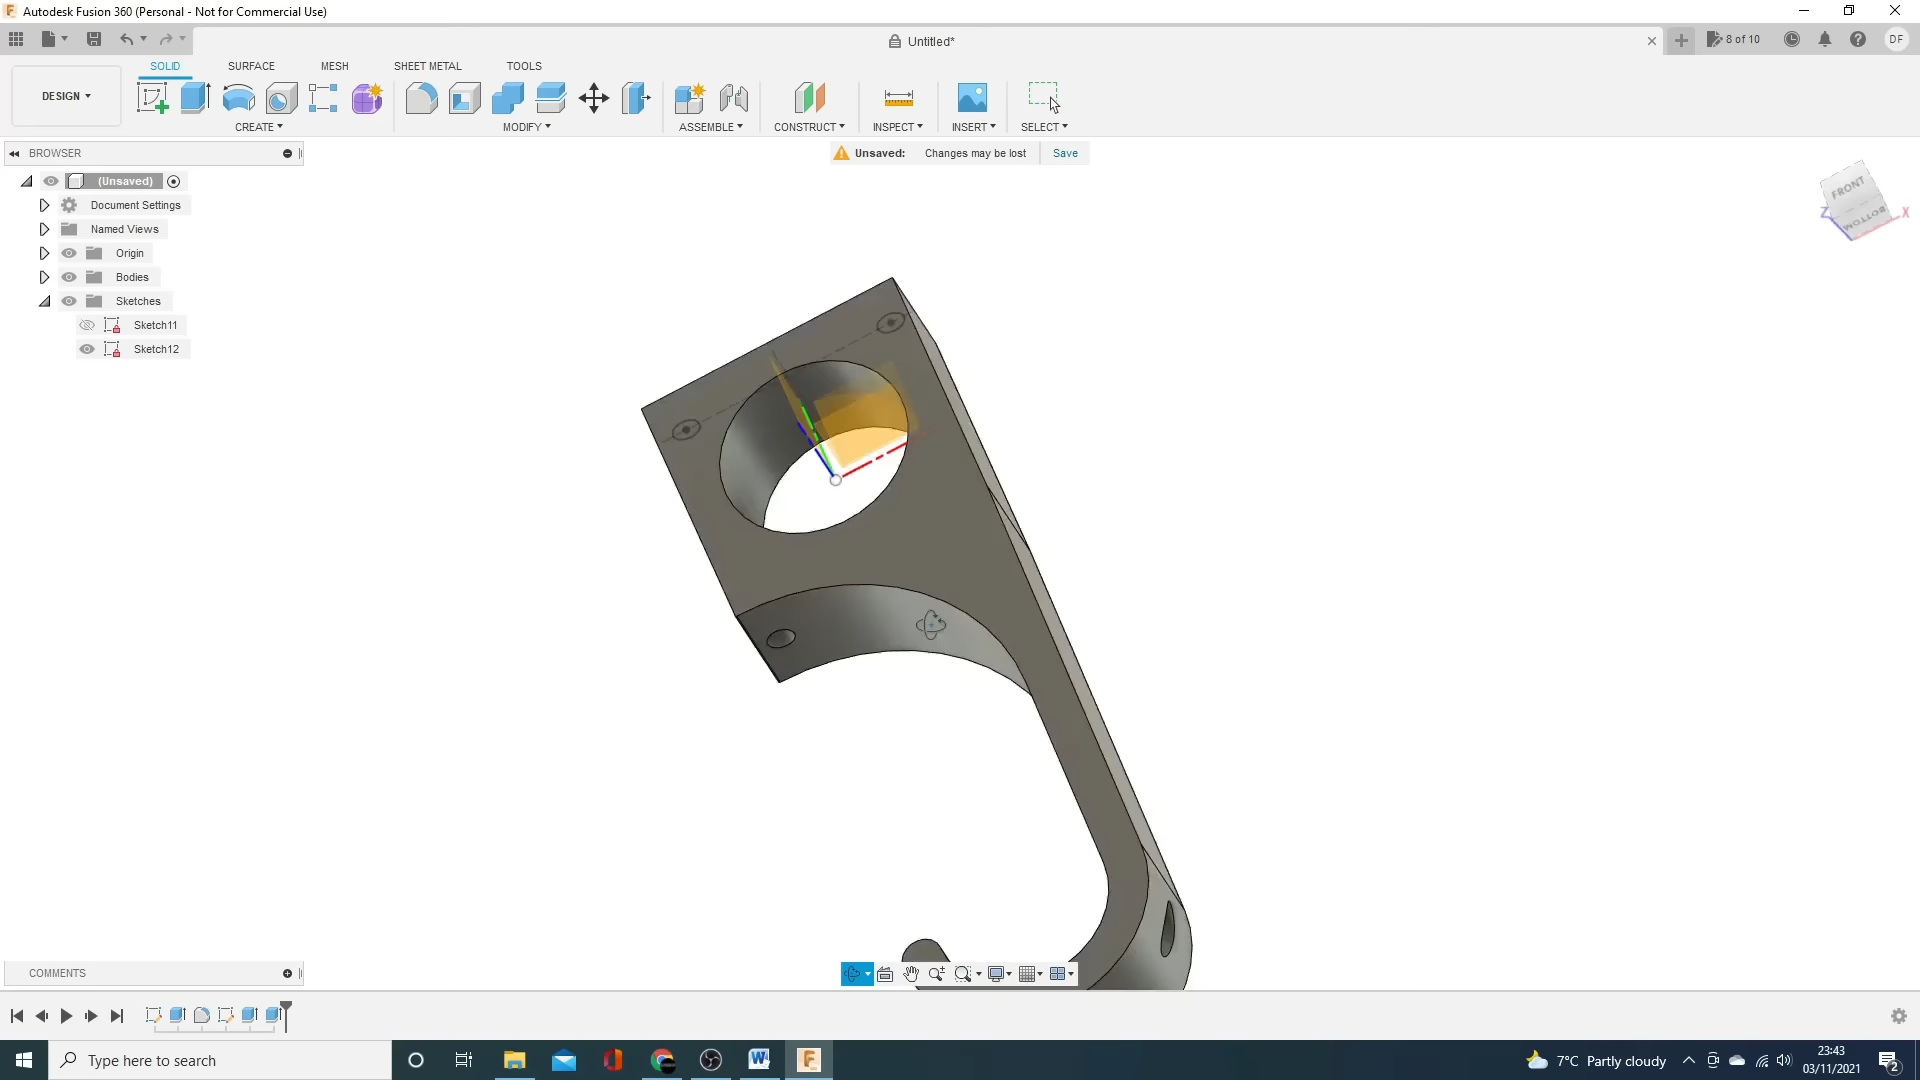 Autodesk Fusion 360 (Personal - Not for Commercial Use)
Untitled*
8 of 10
DF
SOLID SURFACE MESH SHEET METAL TOOLS
DESIGN
CREATE MODIFY ASSEMBLE CONSTRUCT INSPECT INSERT SELECT
BROWSER
Unsaved: Changes may be lost Save
(Unsaved)
Document Settings
Named Views
Origin
Bodies
Sketches
Sketch11
Sketch12
FRONT
BOTTOM
Z
X
COMMENTS
Type here to search
7°C Partly cloudy
23:43
03/11/2021
2